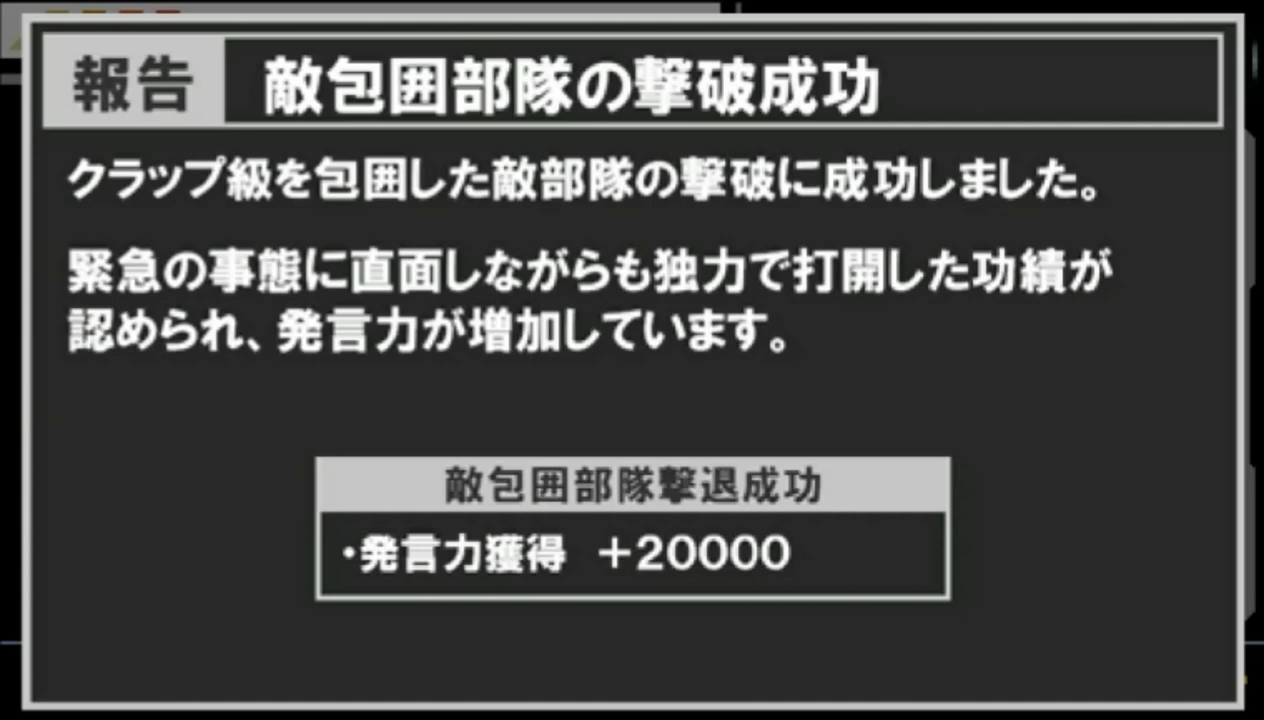 報告 敵包囲部隊の撃破成功
クラップ級を包囲した敵部隊の撃破に成功しました。
緊急の事態に直面しながらも独力で打開した功績が
認められ、発言力が増加しています。
敵包囲部隊撃退成功
・発言力獲得 +20000